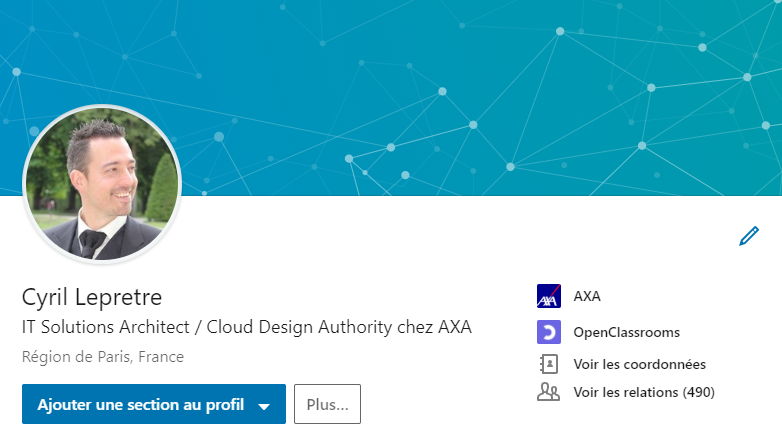 Cyril Lepretre
IT Solutions Architect / Cloud Design Authority chez AXA
Région de Paris, France
Ajouter une section au profil
Plus...
AXA
AXA
OpenClassrooms
Voir les coordonnées
Voir les relations (490)